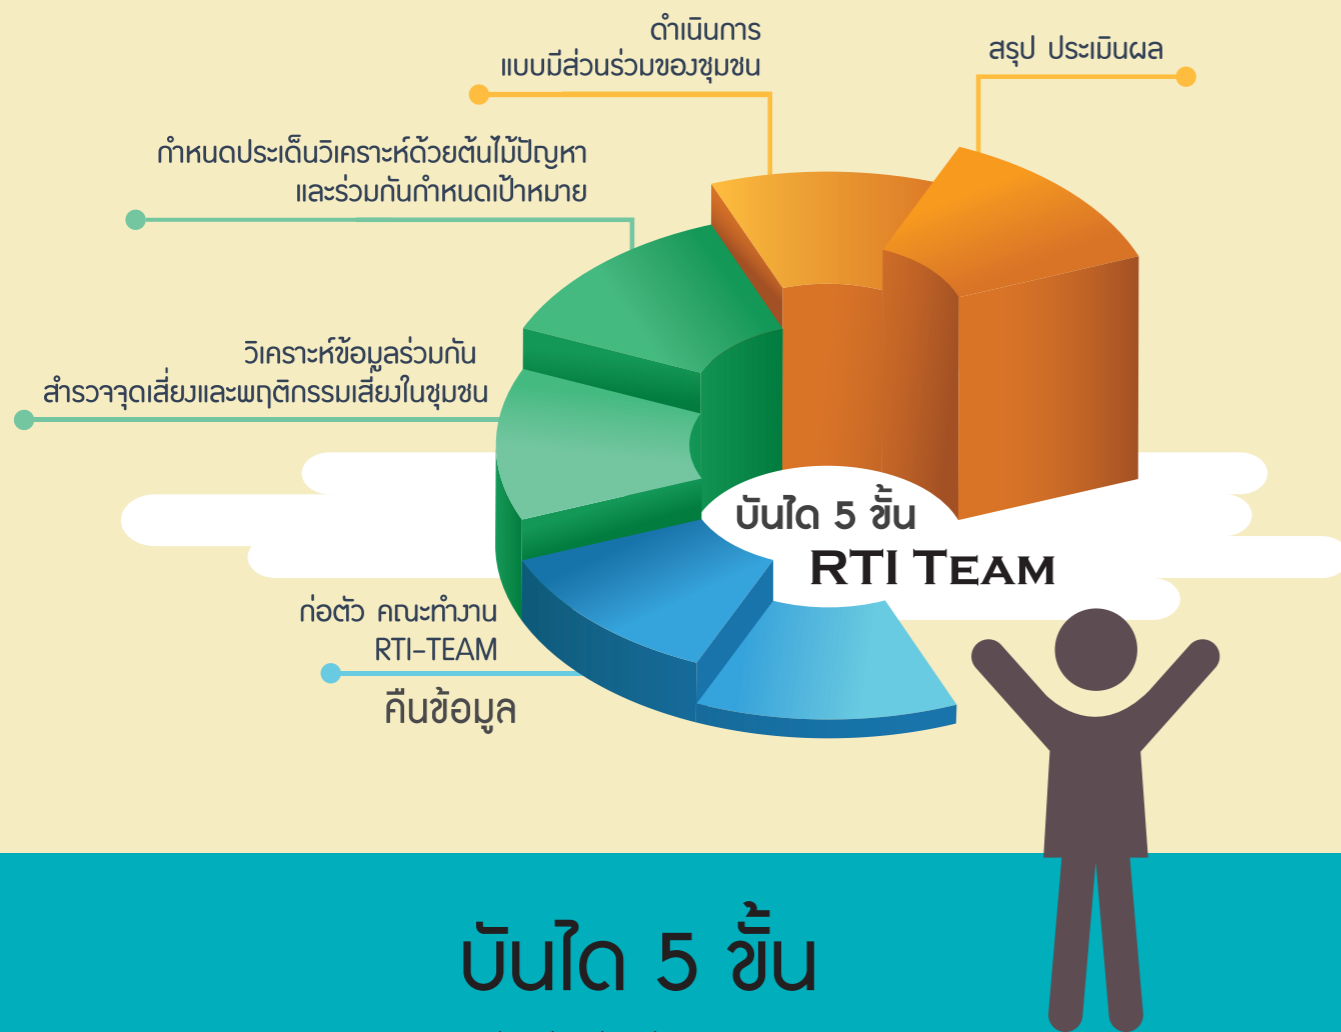 ดำเนินการ
แบบมีส่วนร่วมของชุมชน
สรุป ประเมินผล
กำหนดประเด็นวิเคราะห์ด้วยต้นไม้ปัญหา
และร่วมกันกำหนดเป้าหมาย
วิเคราะห์ข้อมูลร่วมกัน
สำรวจจุดเสี่ยงและพฤติกรรมเสี่ยงในชุมชน
บันได 5 ขั้น
RTI TEAM
ก่อตัว คณะทำงาน
RTI-TEAM
คืนข้อมูล
บันได 5 ขั้น